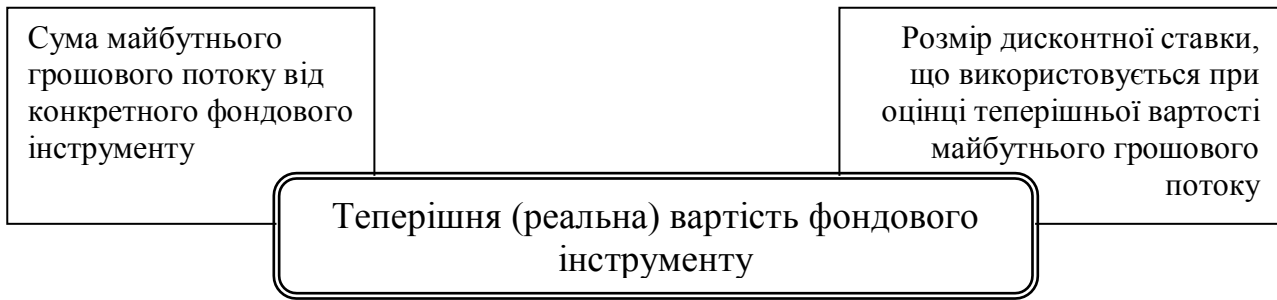 Сума майбутнього
грошового потоку від
конкретного фондового
інструменту
Розмір дисконтної ставки,
що використовується при
оцінці теперішньої вартості
майбутнього грошового
потоку
Теперішня (реальна) вартість фондового
інструменту